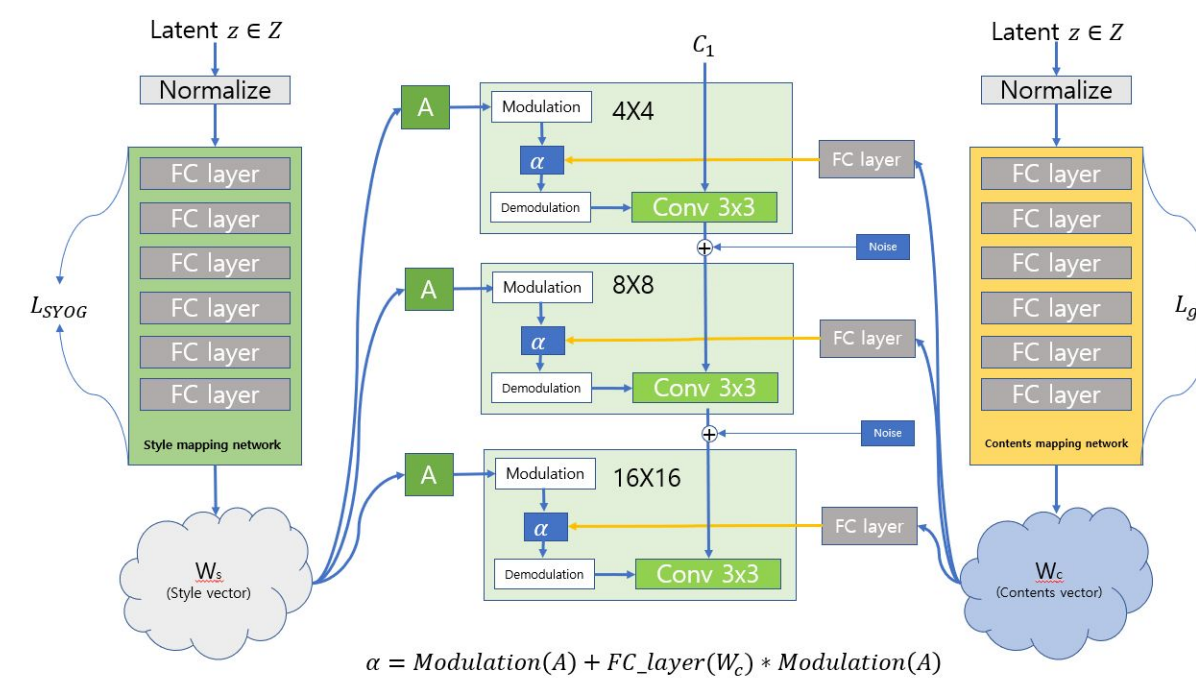 Latent z ∈ Z
Normalize
FC layer
FC layer
FC layer
FC layer
FC layer
FC layer
Style mapping network
L_SYOG
W_s
(Style vector)
C_1
A
Modulation
4X4
α
Demodulation
Conv 3x3
FC layer
+
Noise
A
Modulation
8X8
α
Demodulation
Conv 3x3
FC layer
+
Noise
A
Modulation
16X16
α
Demodulation
Conv 3x3
FC layer
Latent z ∈ Z
Normalize
FC layer
FC layer
FC layer
FC layer
FC layer
FC layer
Contents mapping network
L_g
W_c
(Contents vector)
α = Modulation(A) + FC_layer(W_c) * Modulation(A)